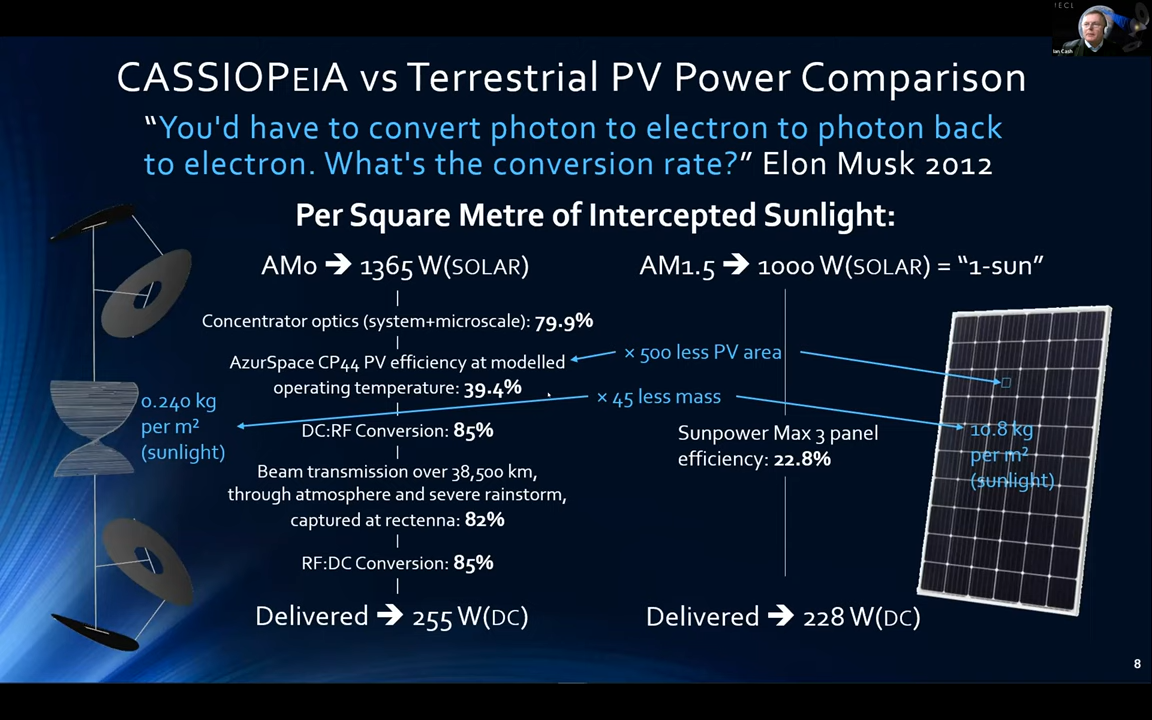 IECL
Ian Cash
CASSIOPEIA vs Terrestrial PV Power Comparison
“You'd have to convert photon to electron to photon back
to electron. What's the conversion rate?” Elon Musk 2012
Per Square Metre of Intercepted Sunlight:
AM0 ➔ 1365 W(SOLAR)
Concentrator optics (system+microscale): 79.9%
AzurSpace CP44 PV efficiency at modelled
operating temperature: 39.4%
DC:RF Conversion: 85%
Beam transmission over 38,500 km,
through atmosphere and severe rainstorm,
captured at rectenna: 82%
RF:DC Conversion: 85%
Delivered ➔ 255 W(DC)
0.240 kg
per m²
(sunlight)
× 500 less PV area
× 45 less mass
AM1.5 ➔ 1000 W(SOLAR) = “1-sun”
Sunpower Max 3 panel
efficiency: 22.8%
Delivered ➔ 228 W(DC)
10.8 kg
per m²
(sunlight)
8